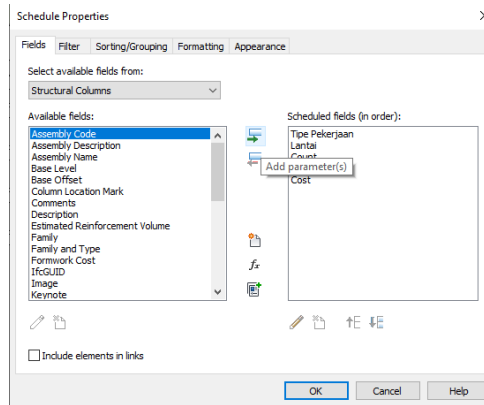 Schedule Properties
Fields Filter Sorting/Grouping Formatting Appearance
Select available fields from:
Structural Columns
Available fields:
Assembly Code
Assembly Description
Assembly Name
Base Level
Base Offset
Column Location Mark
Comments
Description
Estimated Reinforcement Volume
Family
Family and Type
Formwork Cost
IfcGUID
Image
Keynote
Add parameter(s)
fx
Scheduled fields (in order):
Tipe Pekerjaan
Lantai
Count
Cost
Include elements in links
OK Cancel Help